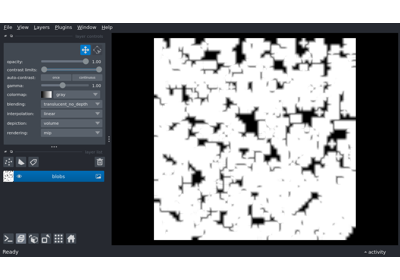 File View Layers Plugins Window Help
opacity: 1.00
contrast limits:
auto-contrast: once continuous
gamma: 1.00
colormap: gray
blending: translucent_no_depth
interpolation: linear
depiction: volume
rendering: mip
blobs
Ready activity